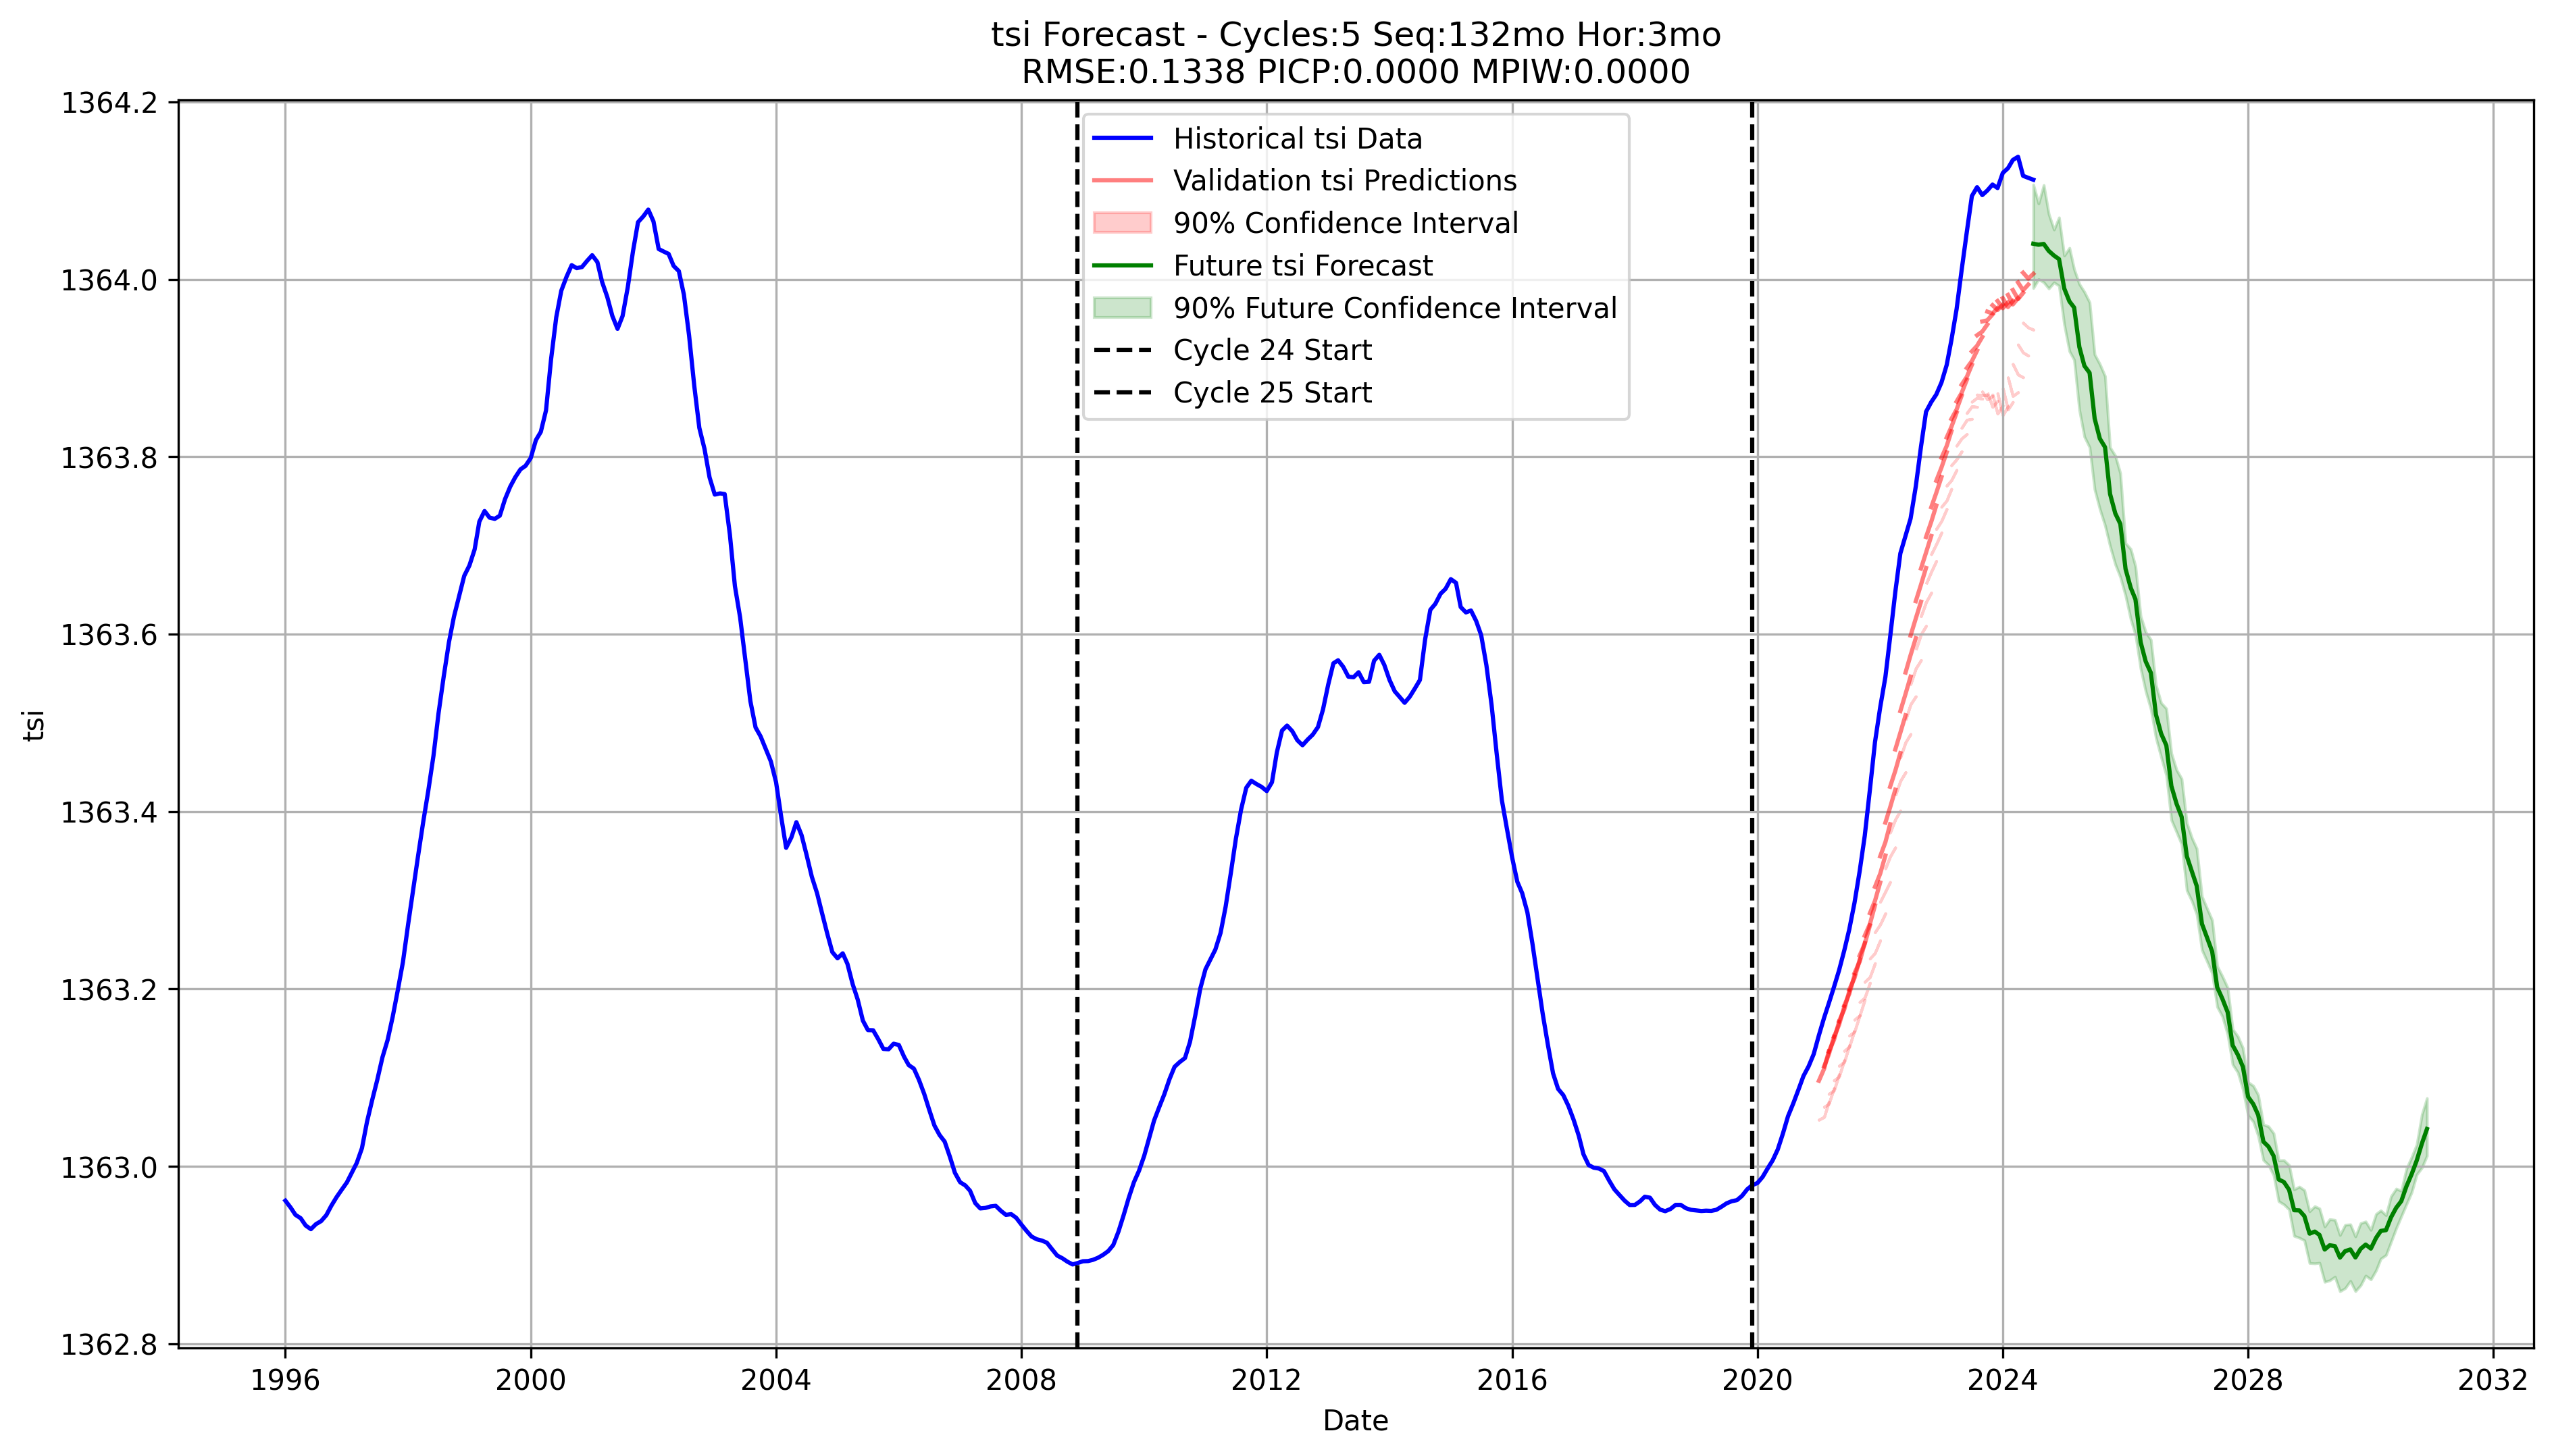 tsi Forecast - Cycles:5 Seq:132mo Hor:3mo
RMSE:0.1338 PICP:0.0000 MPIW:0.0000
1364.2
1364.0
1363.8
1363.6
1363.4
1363.2
1363.0
1362.8
tsi
Historical tsi Data
Validation tsi Predictions
90% Confidence Interval
Future tsi Forecast
90% Future Confidence Interval
Cycle 24 Start
Cycle 25 Start
1996 2000 2004 2008 2012 2016 2020 2024 2028 2032
Date